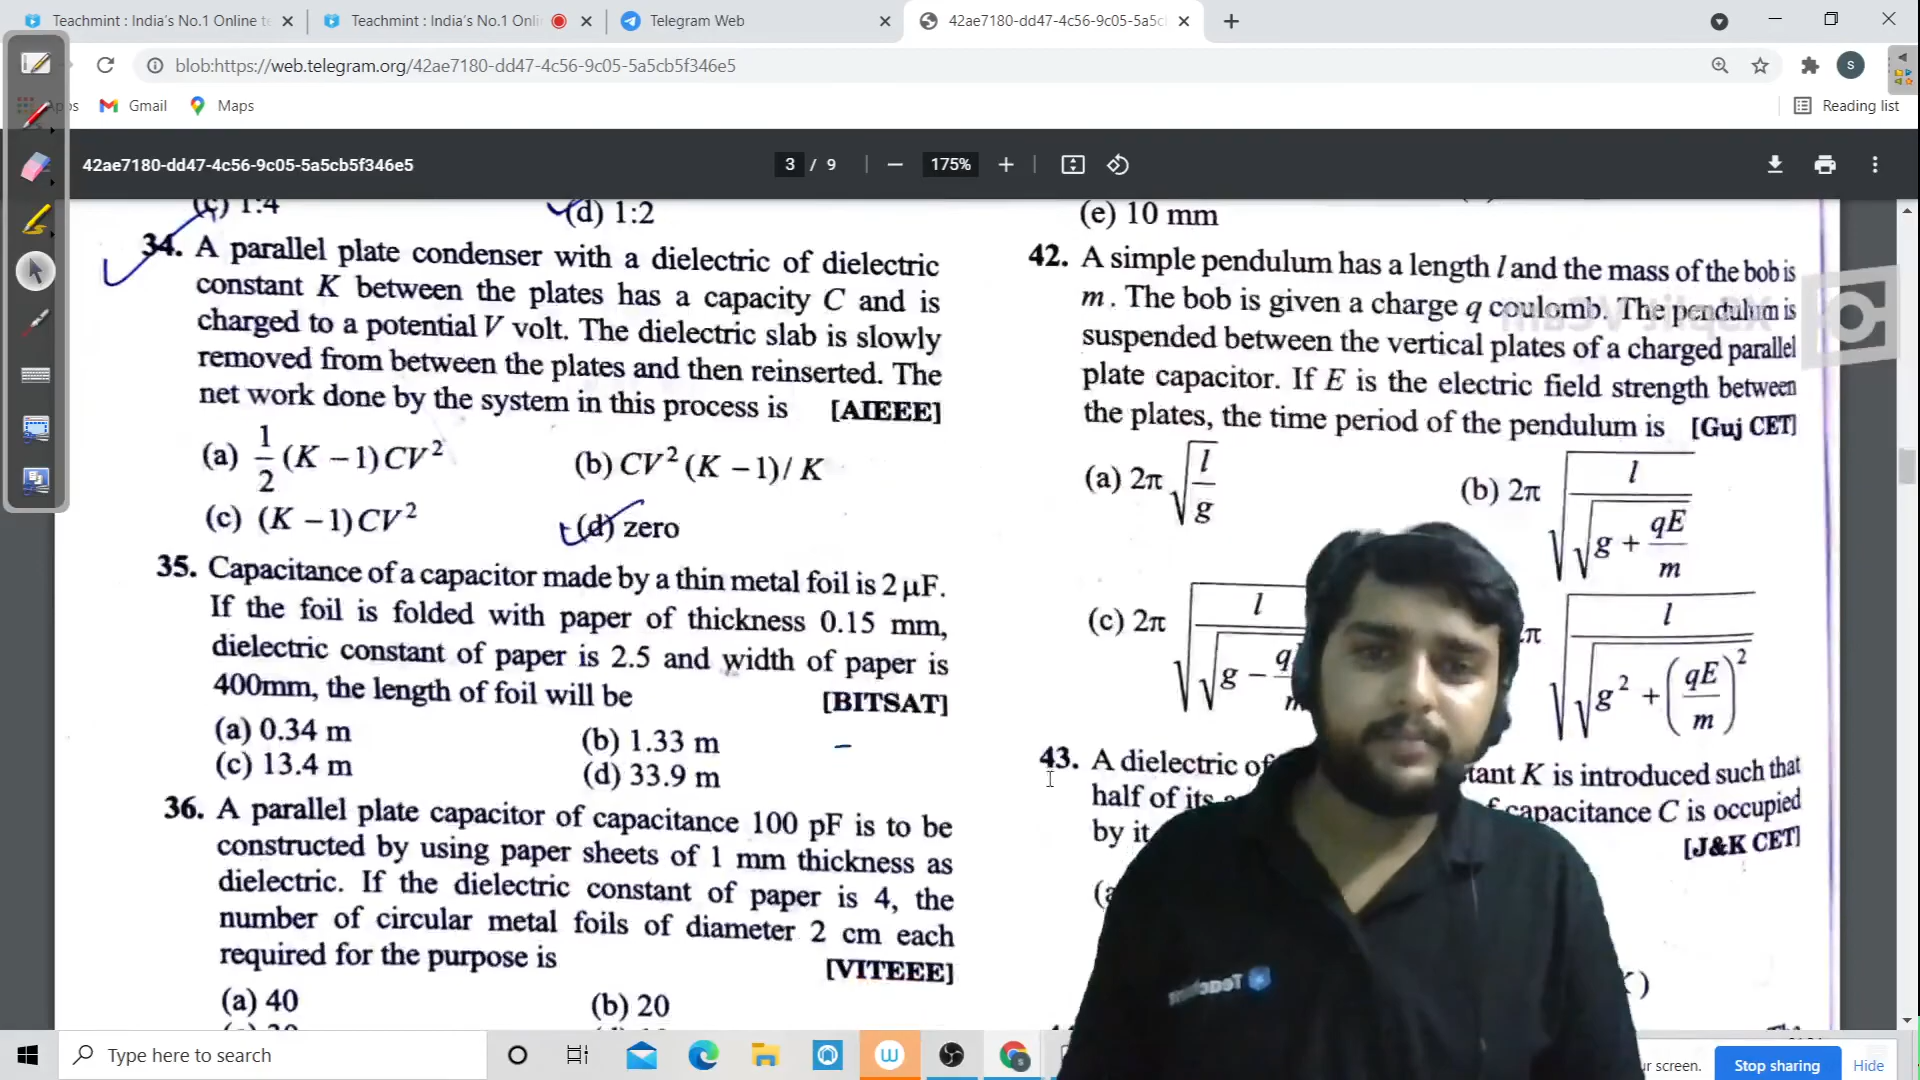 Teachmint : India's No.1 Online te
Teachmint : India's No.1 Onli
Telegram Web
42ae7180-dd47-4c56-9c05-5a5cl
blob:https://web.telegram.org/42ae7180-dd47-4c56-9c05-5a5cb5f346e5
S
Gmail
Maps
Reading list
42ae7180-dd47-4c56-9c05-5a5cb5f346e5
3 / 9
175%
(c) 1:4
(d) 1:2
34. A parallel plate condenser with a dielectric of dielectric
constant K between the plates has a capacity C and is
charged to a potential V volt. The dielectric slab is slowly
removed from between the plates and then reinserted. The
net work done by the system in this process is [AIEEE]
(a) 1/2 (K – 1) CV²
(b) CV² (K – 1) / K
(c) (K – 1) CV²
(d) zero
35. Capacitance of a capacitor made by a thin metal foil is 2 μF.
If the foil is folded with paper of thickness 0.15 mm,
dielectric constant of paper is 2.5 and width of paper is
400mm, the length of foil will be [BITSAT]
(a) 0.34 m
(b) 1.33 m
(c) 13.4 m
(d) 33.9 m
36. A parallel plate capacitor of capacitance 100 pF is to be
constructed by using paper sheets of 1 mm thickness as
dielectric. If the dielectric constant of paper is 4, the
number of circular metal foils of diameter 2 cm each
required for the purpose is [VITEEE]
(a) 40
(b) 20
(e) 10 mm
42. A simple pendulum has a length l and the mass of the bob is
m. The bob is given a charge q coulomb. The pendulum is
suspended between the vertical plates of a charged parallel
plate capacitor. If E is the electric field strength between
the plates, the time period of the pendulum is [Guj CET]
(a) 2π √(l/g)
(b) 2π √(l/√(g + qE/m))
(c) 2π √(l/√(g – q
π √(l/√(g² + (qE/m)²))
43. A dielectric of tant K is introduced such that
half of its f capacitance C is occupied
by it [J&K CET]
XSplit VCam
Type here to search
ur screen.
Stop sharing
Hide